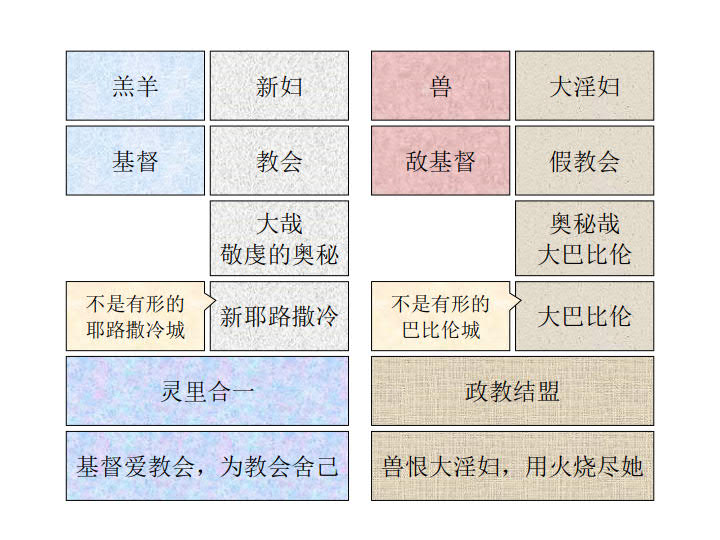 羔羊 新妇 兽 大淫妇
基督 教会 敌基督 假教会
大哉
敬虔的奥秘
奥秘哉
大巴比伦
不是有形的
耶路撒冷城
新耶路撒冷
不是有形的
巴比伦城
大巴比伦
灵里合一 政教结盟
基督爱教会，为教会舍己 兽恨大淫妇，用火烧尽她